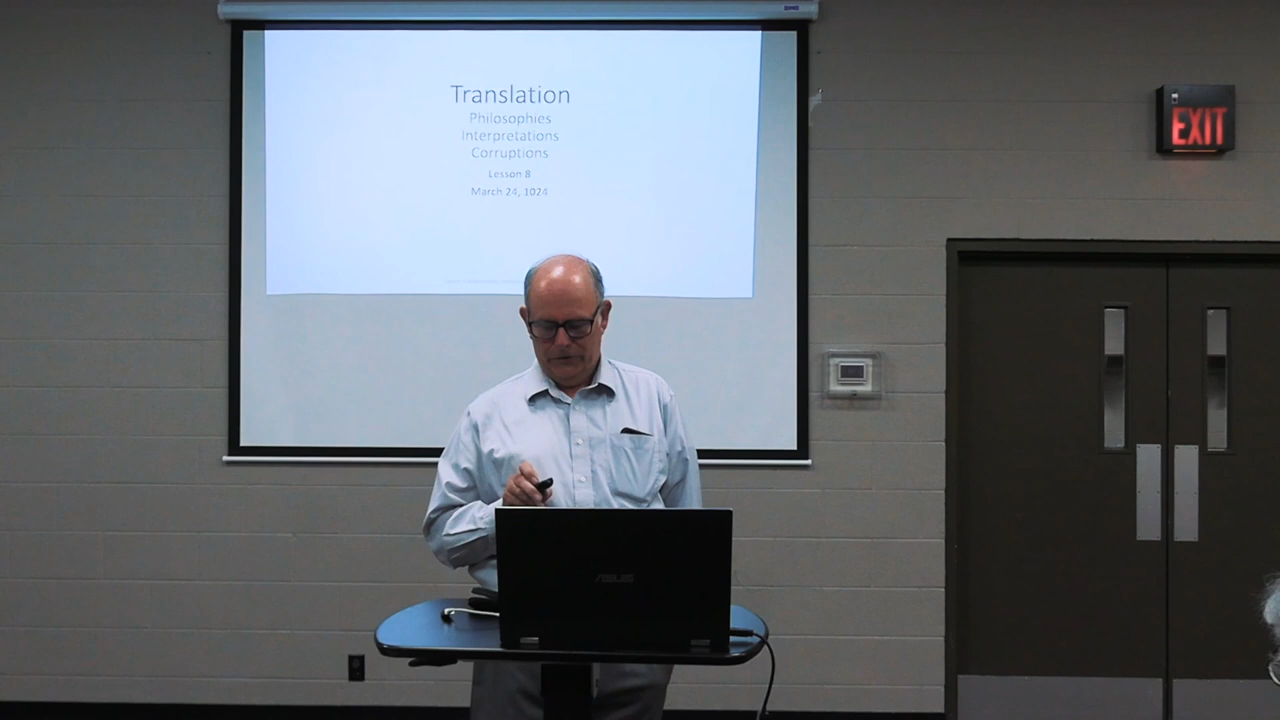 Translation
Philosophies
Interpretations
Corruptions
Lesson 8
March 24, 1024
EXIT
ASUS